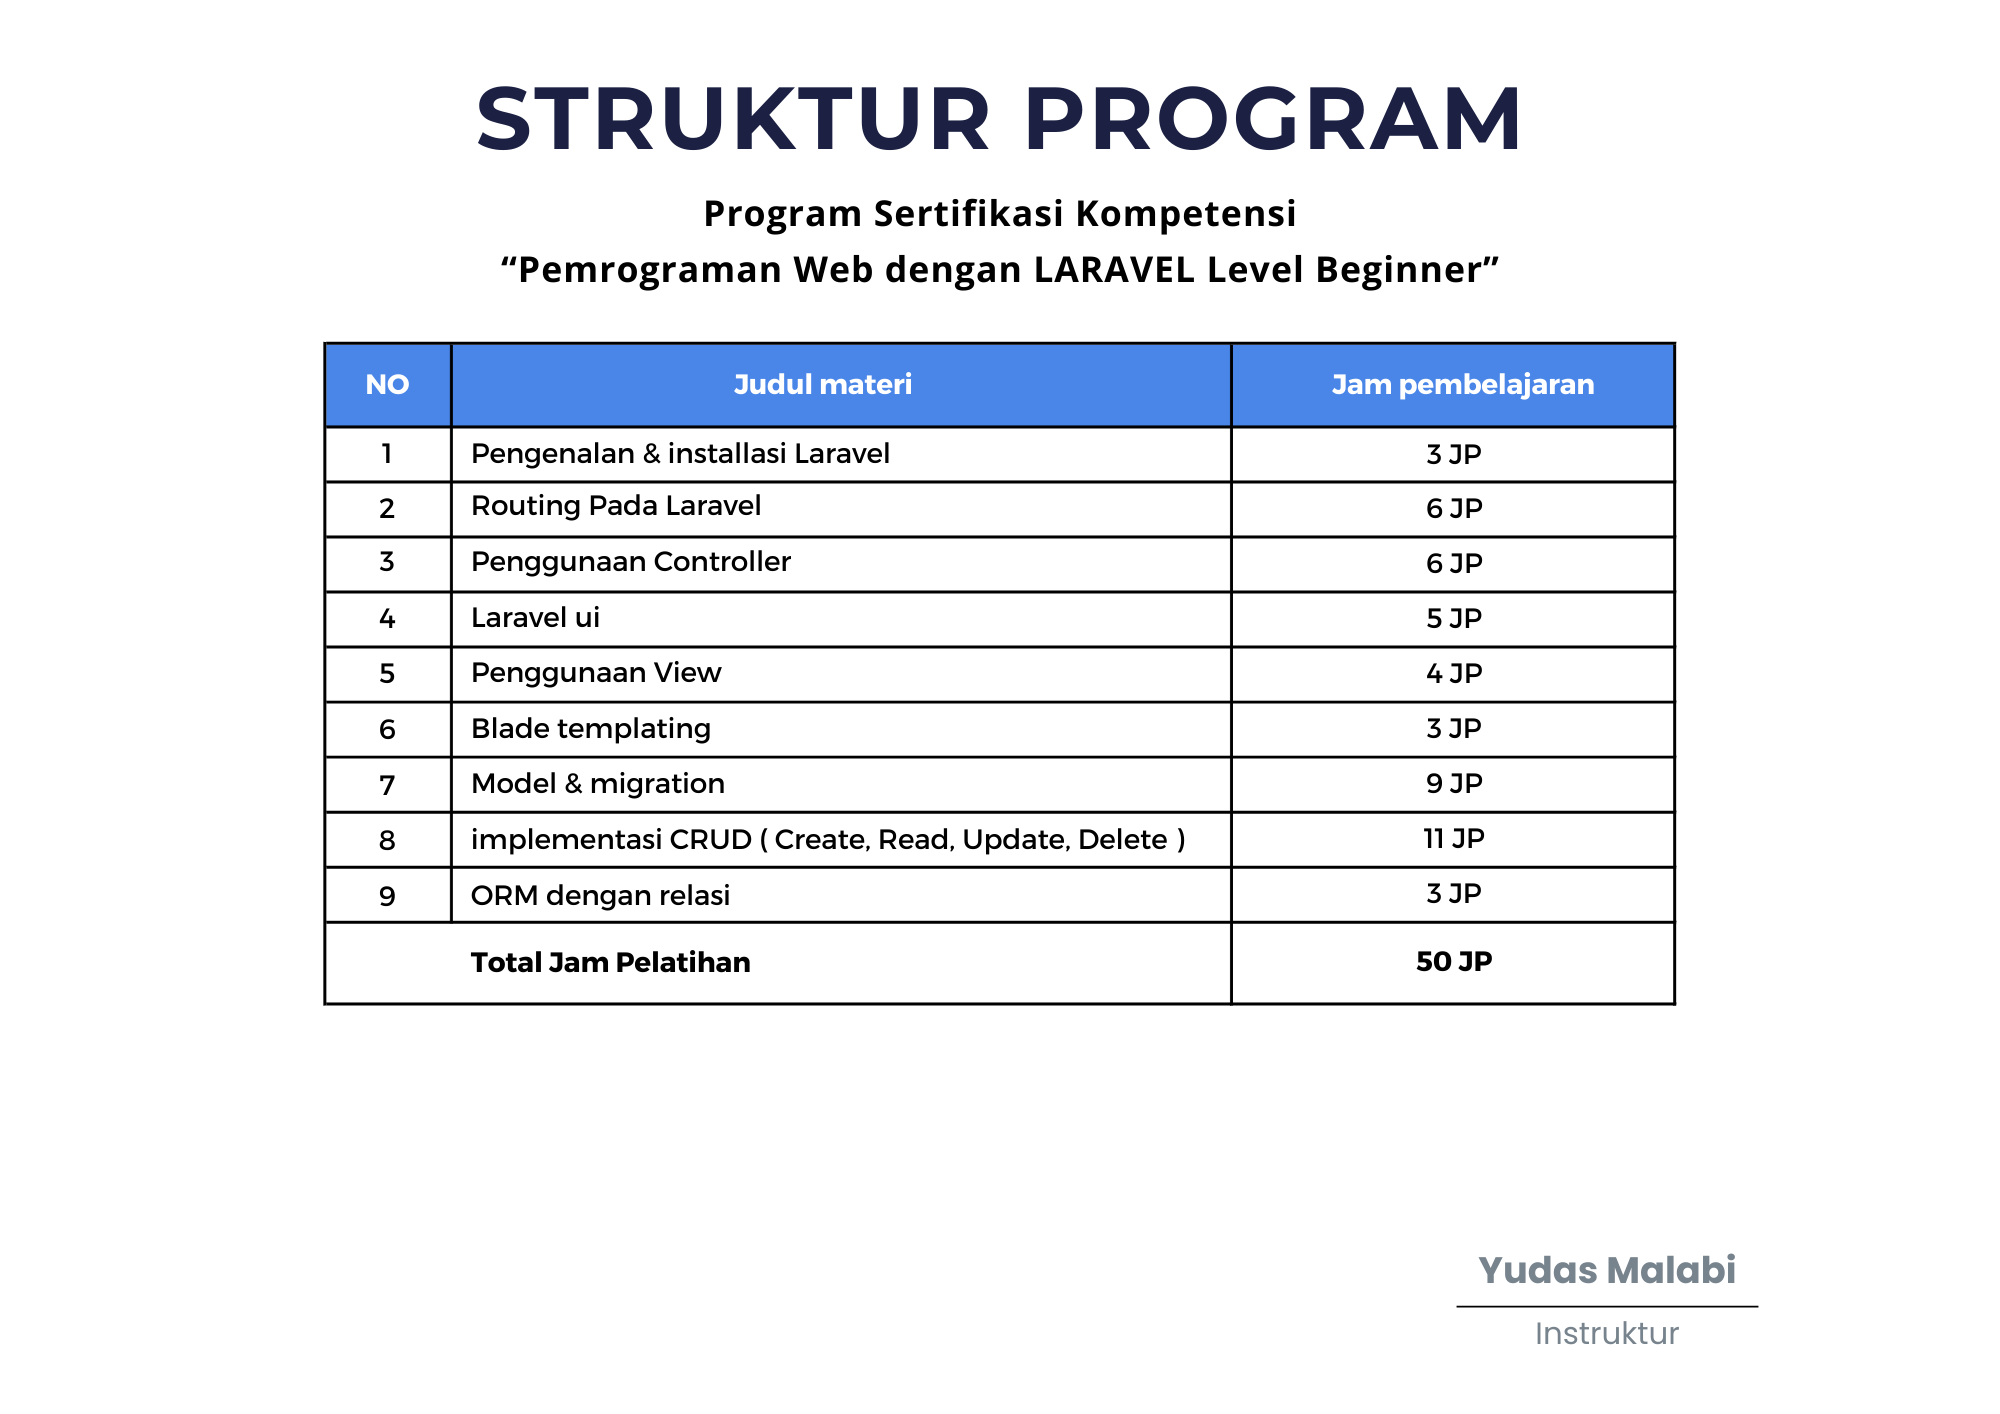 STRUKTUR PROGRAM
Program Sertifikasi Kompetensi
“Pemrograman Web dengan LARAVEL Level Beginner”
NO Judul materi Jam pembelajaran
1 Pengenalan & installasi Laravel 3 JP
2 Routing Pada Laravel 6 JP
3 Penggunaan Controller 6 JP
4 Laravel ui 5 JP
5 Penggunaan View 4 JP
6 Blade templating 3 JP
7 Model & migration 9 JP
8 implementasi CRUD ( Create, Read, Update, Delete ) 11 JP
9 ORM dengan relasi 3 JP
Total Jam Pelatihan 50 JP
Yudas Malabi
Instruktur